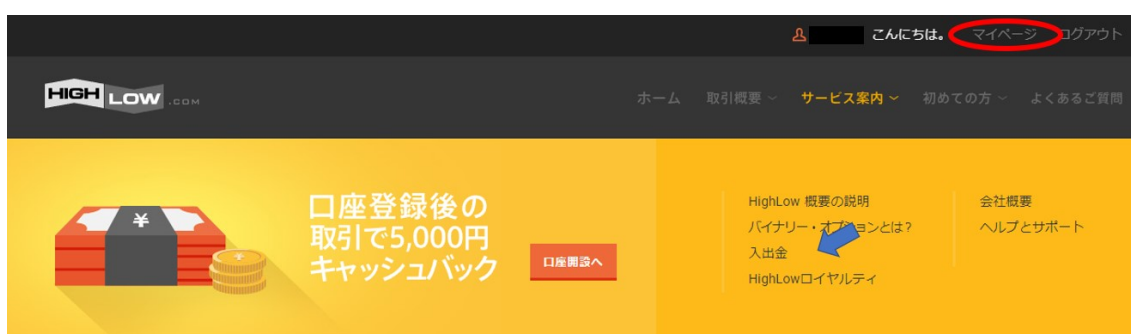 こんにちは。 マイページ ログアウト
HIGH LOW .COM
ホーム 取引概要 サービス案内 初めての方 よくあるご質問
口座登録後の
取引で5,000円
キャッシュバック
口座開設へ
¥
HighLow 概要の説明
バイナリー・オプションとは?
入出金
HighLowロイヤルティ
会社概要
ヘルプとサポート